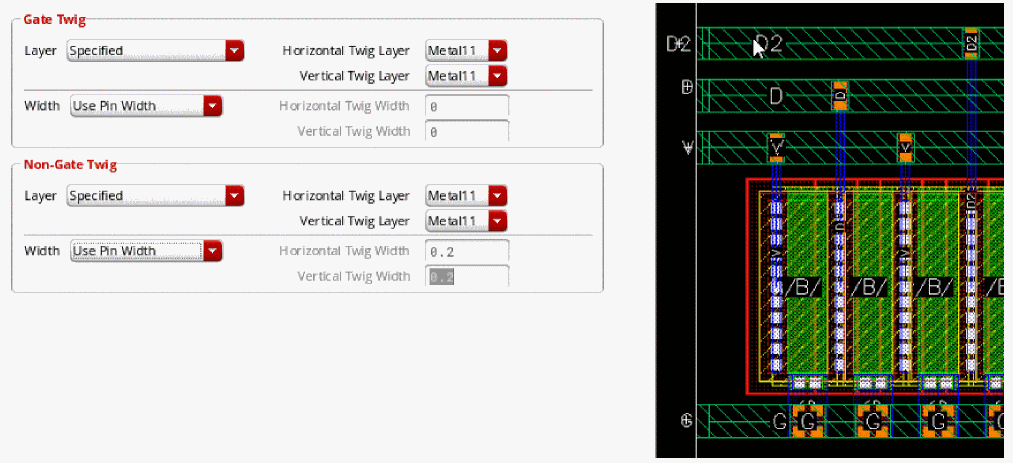 Gate Twig
Layer Specified Horizontal Twig Layer Metal11
Vertical Twig Layer Metal11
Width Use Pin Width Horizontal Twig Width 0
Vertical Twig Width 0
Non-Gate Twig
Layer Specified Horizontal Twig Layer Metal11
Vertical Twig Layer Metal11
Width Use Pin Width Horizontal Twig Width 0.2
Vertical Twig Width 0.2
D2 D2 D2
D D D
V V V
D2
D
V V
/B/ /B/ /B/ /B
G G G G G